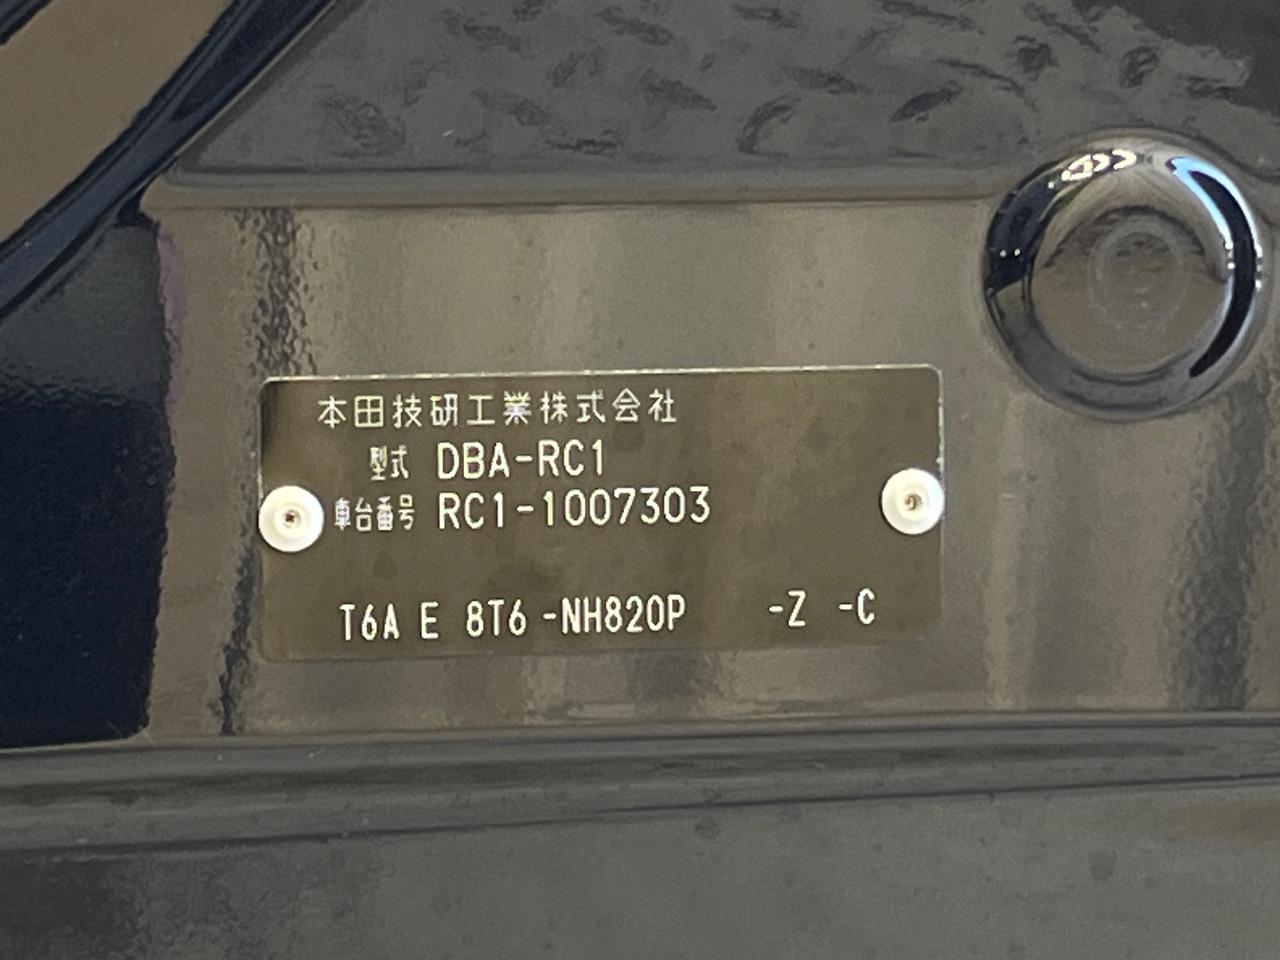 本田技研工業株式会社
型式 DBA-RC1
車台番号 RC1-1007303
T6A E 8T6 -NH820P -Z -C